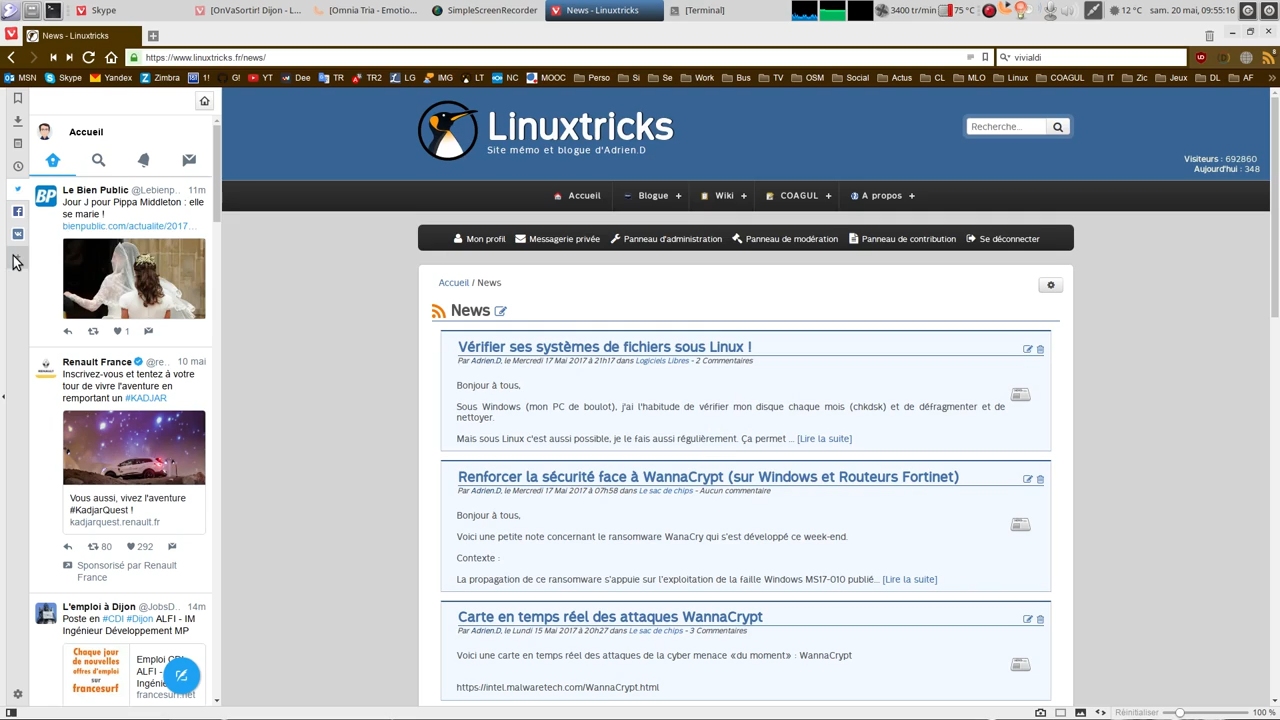 Skype
[OnVaSortir! Dijon - L...
[Omnia Tria - Emotio...
SimpleScreenRecorder
News - Linuxtricks
[Terminal]
3400 tr/min
75 °C
12 °C
sam. 20 mai, 09:55:16
News - Linuxtricks
https://www.linuxtricks.fr/news/
vivialdi
MSN
Skype
Yandex
Zimbra
1!
G!
YT
Dee
TR
TR2
LG
IMG
LT
NC
MOOC
Perso
Si
Se
Work
Bus
TV
OSM
Social
Actus
CL
MLO
Linux
COAGUL
IT
Zic
Jeux
DL
AF
Accueil
BP
Le Bien Public @Lebienp... 11m
Jour J pour Pippa Middleton : elle
se marie !
bienpublic.com/actualite/2017...
1
Renault France @re... 10 mai
Inscrivez-vous et tentez à votre
tour de vivre l'aventure en
remportant un #KADJAR
Vous aussi, vivez l'aventure
#KadjarQuest !
kadjarquest.renault.fr
80
292
Sponsorisé par Renault
France
L'emploi à Dijon @JobsD... 14m
Poste en #CDI #Dijon ALFI - IM
Ingénieur Développement MP
Chaque jour
de nouvelles
offres d'emploi
sur
francesurf
Emploi CDI
ALFI -
Ingénie
francesurf.net
Linuxtricks
Site mémo et blogue d'Adrien.D
Recherche...
Visiteurs : 692860
Aujourd'hui : 348
Accueil
Blogue +
Wiki +
COAGUL +
A propos +
Mon profil
Messagerie privée
Panneau d'administration
Panneau de modération
Panneau de contribution
Se déconnecter
Accueil / News
News
Vérifier ses systèmes de fichiers sous Linux !
Par Adrien.D, le Mercredi 17 Mai 2017 à 21h17 dans Logiciels Libres - 2 Commentaires
Bonjour à tous,
Sous Windows (mon PC de boulot), j'ai l'habitude de vérifier mon disque chaque mois (chkdsk) et de défragmenter et de
nettoyer.
Mais sous Linux c'est aussi possible, je le fais aussi régulièrement. Ça permet ... [Lire la suite]
Renforcer la sécurité face à WannaCrypt (sur Windows et Routeurs Fortinet)
Par Adrien.D, le Mercredi 17 Mai 2017 à 07h58 dans Le sac de chips - Aucun commentaire
Bonjour à tous,
Voici une petite note concernant le ransomware WanaCry qui s'est développé ce week-end.
Contexte :
La propagation de ce ransomware s'appuie sur l'exploitation de la faille Windows MS17-010 publié... [Lire la suite]
Carte en temps réel des attaques WannaCrypt
Par Adrien.D, le Lundi 15 Mai 2017 à 20h27 dans Le sac de chips - 3 Commentaires
Voici une carte en temps réel des attaques de la cyber menace «du moment» : WannaCrypt
https://intel.malwaretech.com/WannaCrypt.html
Réinitialiser
100 %